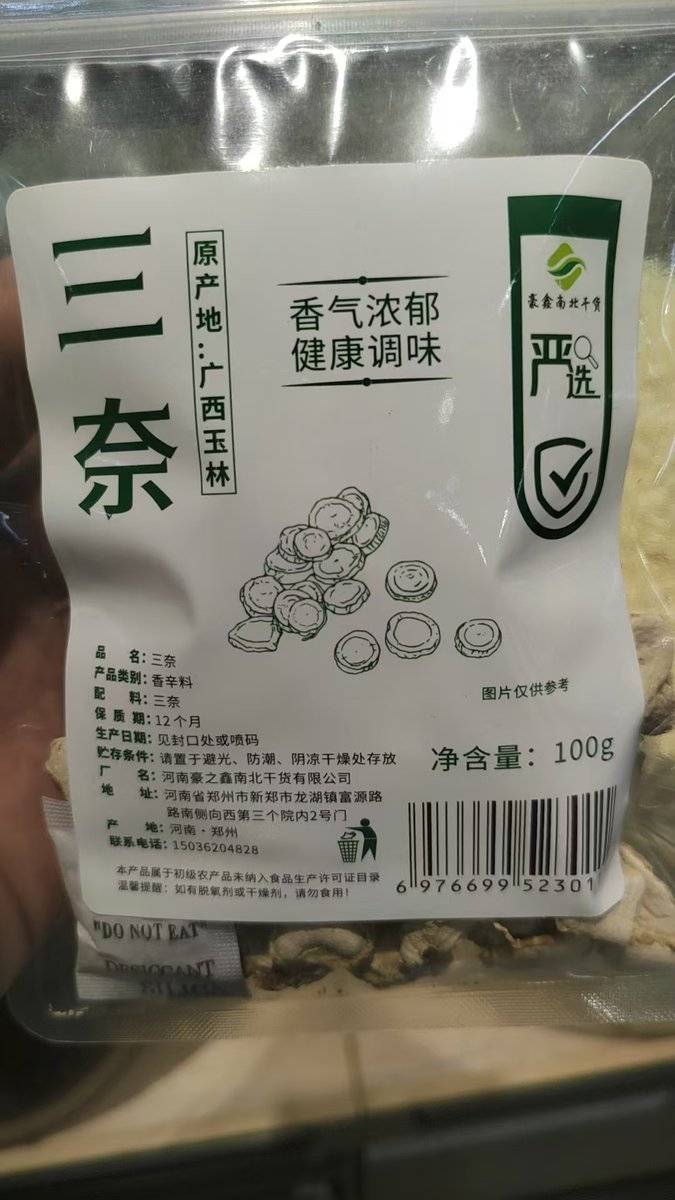 三奈
原产地:广西玉林
香气浓郁
健康调味
豪鑫南北干货
严选
图片仅供参考
品名:三奈
产品类别:香辛料
配料:三奈
保质期:12个月
生产日期:见封口处或喷码
贮存条件:请置于避光、防潮、阴凉干燥处存放
厂名:河南豪之鑫南北干货有限公司
地址:河南省郑州市新郑市龙湖镇富源路
路南侧向西第三个院内2号门
产地:河南·郑州
联系电话:15036204828
净含量:100g
本产品属于初级农产品未纳入食品生产许可证目录
温馨提醒:如有脱氧剂或干燥剂,请勿食用!
6 976699 52301
"DO NOT EAT"
DESICCANT